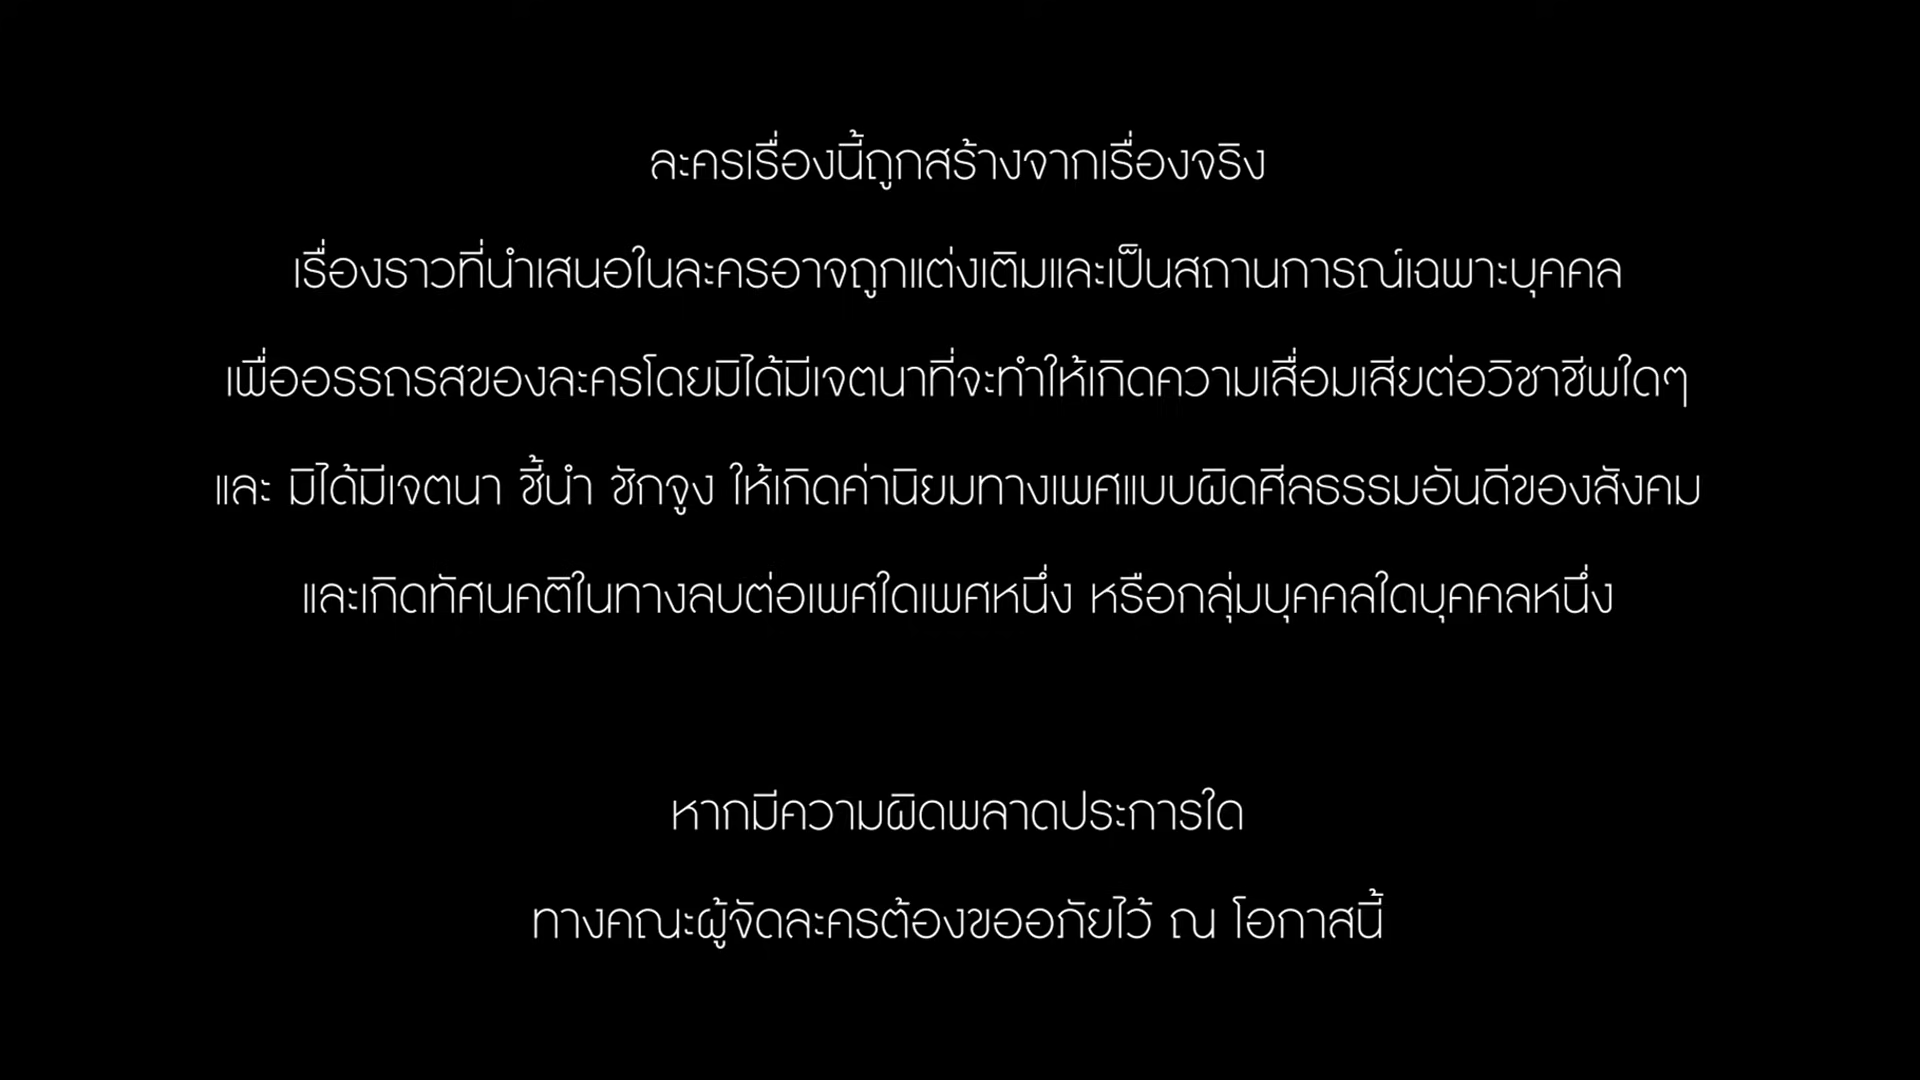 ละครเรื่องนี้ถูกสร้างจากเรื่องจริง
เรื่องราวที่นำเสนอในละครอาจถูกแต่งเติมและเป็นสถานการณ์เฉพาะบุคคล
เพื่ออรรถรสของละครโดยมิได้มีเจตนาที่จะทำให้เกิดความเสื่อมเสียต่อวิชาชีพใดๆ
และ มิได้มีเจตนา ชี้นำ ชักจูง ให้เกิดค่านิยมทางเพศแบบผิดศีลธรรมอันดีของสังคม
และเกิดทัศนคติในทางลบต่อเพศใดเพศหนึ่ง หรือกลุ่มบุคคลใดบุคคลหนึ่ง
หากมีความผิดพลาดประการใด
ทางคณะผู้จัดละครต้องขออภัยไว้ ณ โอกาสนี้